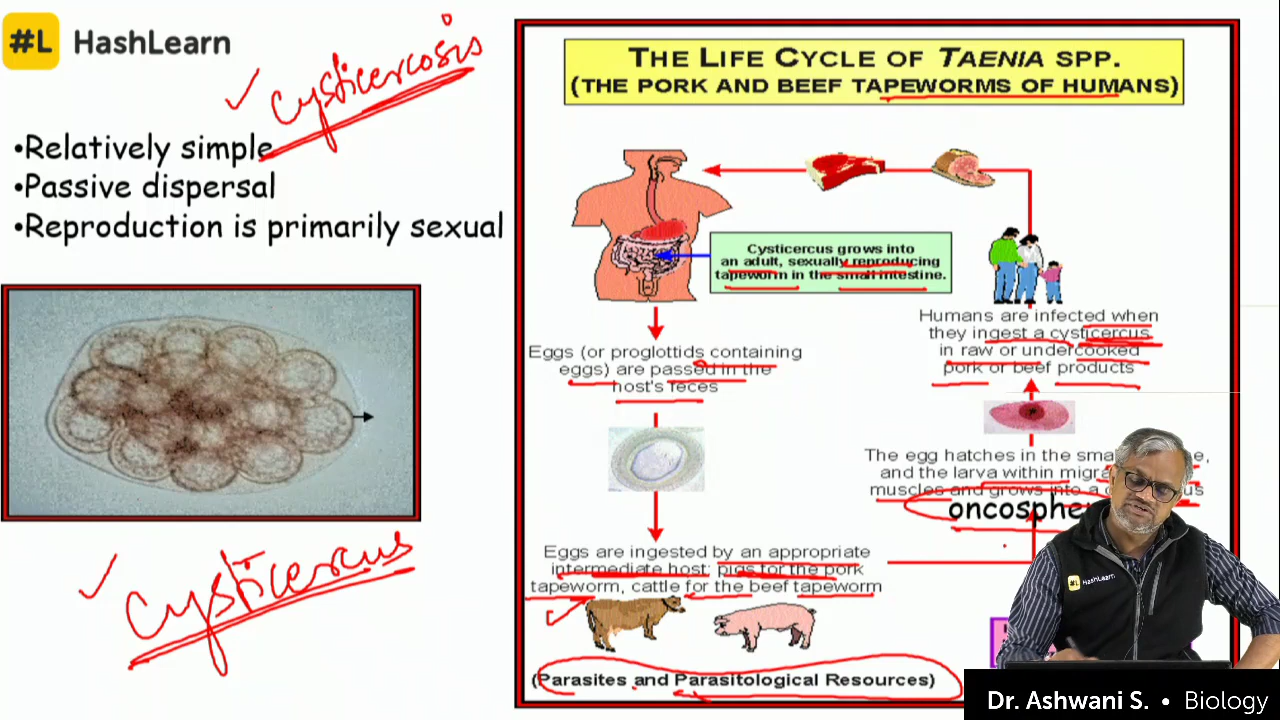 #L HashLearn
Cysticercosis
•Relatively simple
•Passive dispersal
•Reproduction is primarily sexual
Cysticercus
THE LIFE CYCLE OF TAENIA SPP.
(THE PORK AND BEEF TAPEWORMS OF HUMANS)
Cysticercus grows into
an adult, sexually reproducing
tapeworm in the small intestine.
Eggs (or proglottids containing
eggs) are passed in the
host's feces
Eggs are ingested by an appropriate
intermediate host: pigs for the pork
tapeworm, cattle for the beef tapeworm
(Parasites and Parasitological Resources)
Humans are infected when
they ingest a cysticercus
in raw or undercooked
pork or beef products
The egg hatches in the
and the larva within
muscles and grows into a
#L HashLearn
Dr. Ashwani S. • Biology